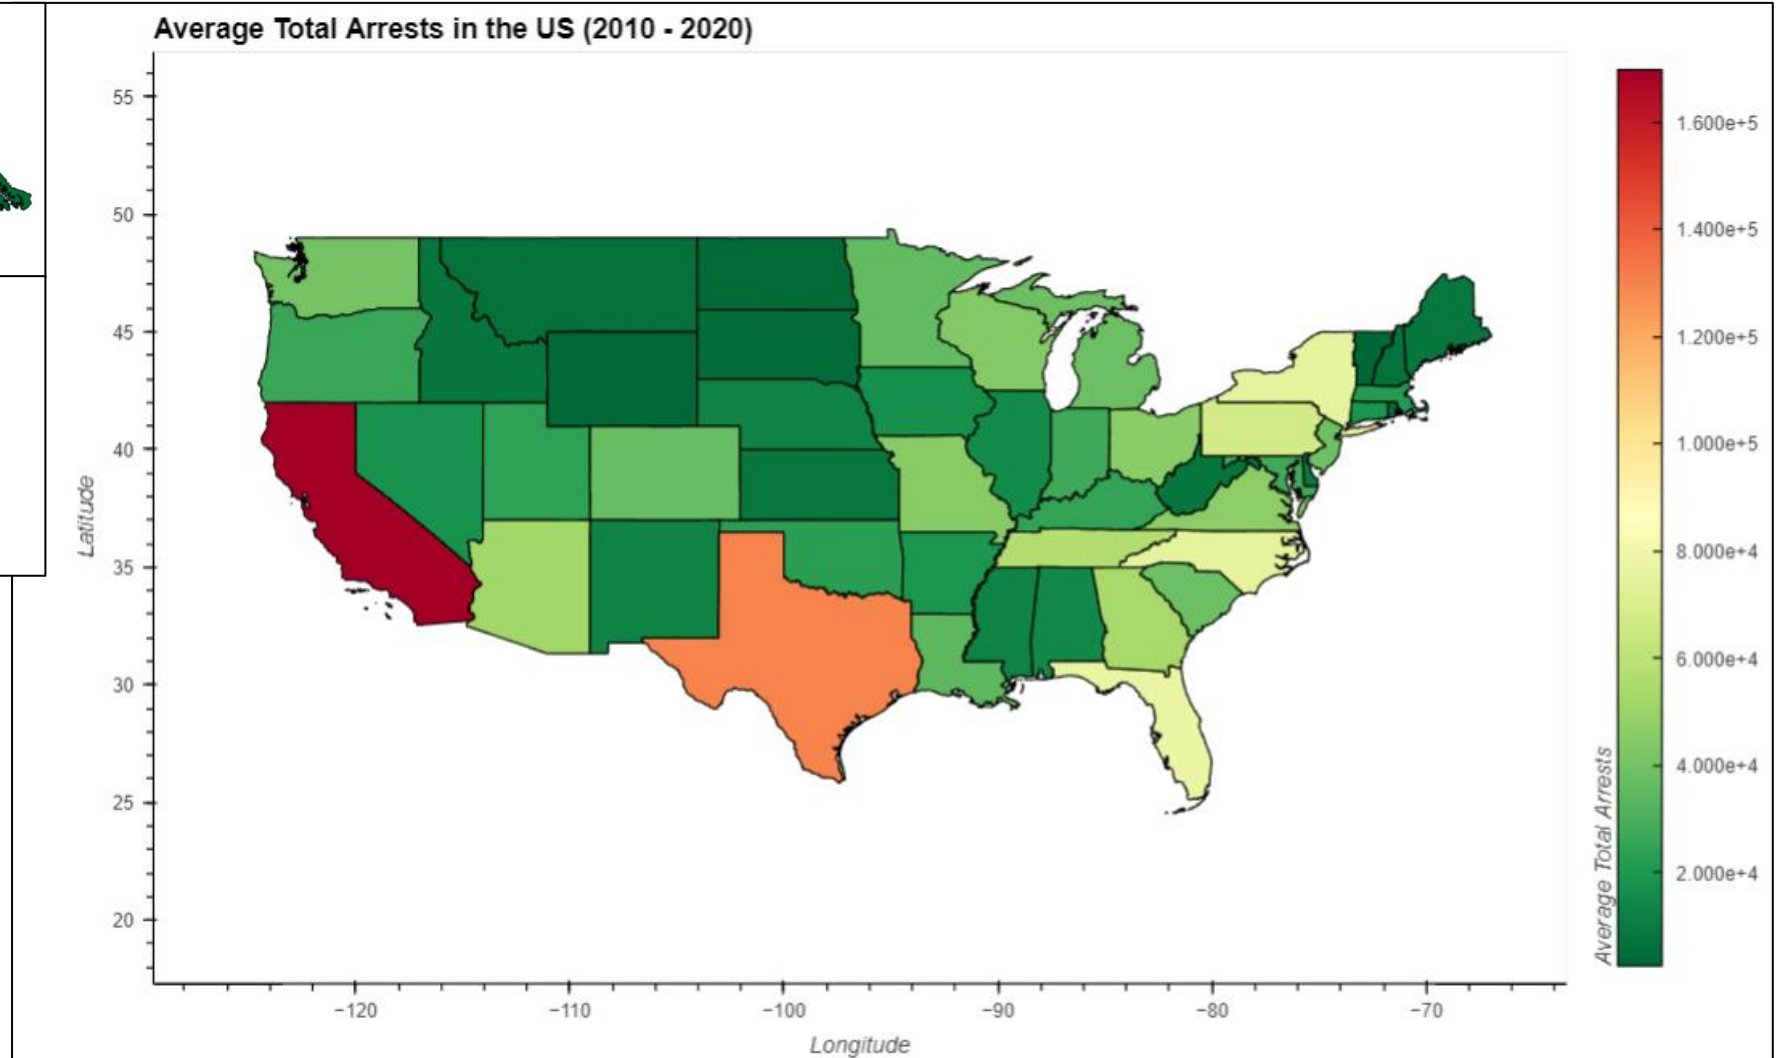 Average Total Arrests in the US (2010 - 2020)
55
50
45
40
35
30
25
20
Latitude
−120
−110
−100
−90
−80
−70
Longitude
1.600e+5
1.400e+5
1.200e+5
1.000e+5
8.000e+4
6.000e+4
4.000e+4
2.000e+4
Average Total Arrests